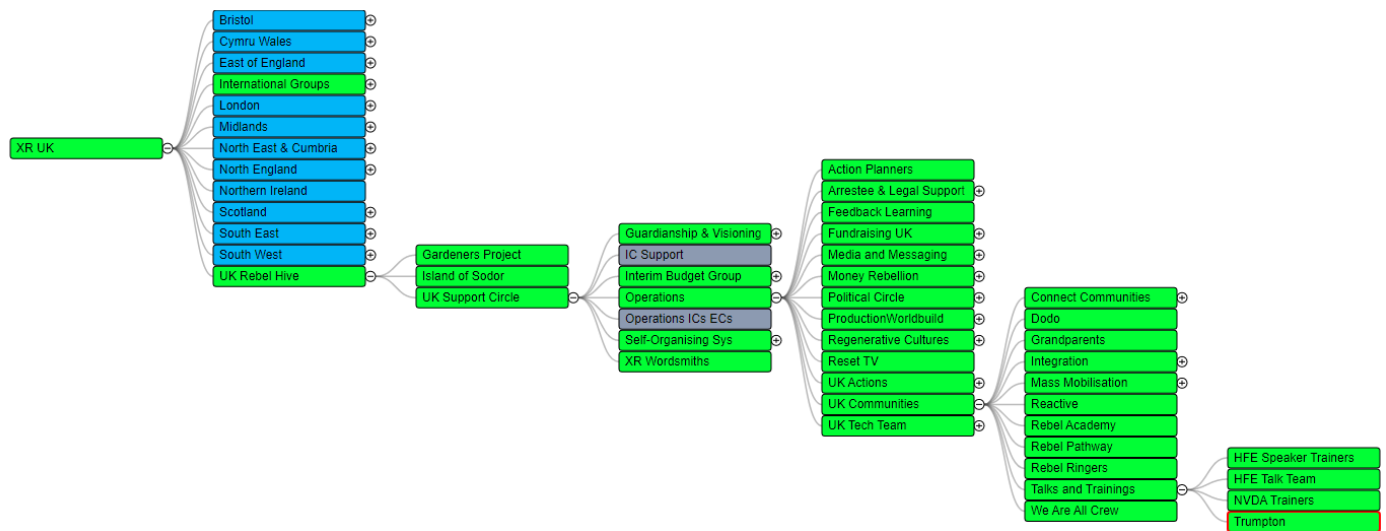 XR UK
Bristol
Cymru Wales
East of England
International Groups
London
Midlands
North East & Cumbria
North England
Northern Ireland
Scotland
South East
South West
UK Rebel Hive
Gardeners Project
Island of Sodor
UK Support Circle
Guardianship & Visioning
IC Support
Interim Budget Group
Operations
Operations ICs ECs
Self-Organising Sys
XR Wordsmiths
Action Planners
Arrestee & Legal Support
Feedback Learning
Fundraising UK
Media and Messaging
Money Rebellion
Political Circle
ProductionWorldbuild
Regenerative Cultures
Reset TV
UK Actions
UK Communities
UK Tech Team
Connect Communities
Dodo
Grandparents
Integration
Mass Mobilisation
Reactive
Rebel Academy
Rebel Pathway
Rebel Ringers
Talks and Trainings
We Are All Crew
HFE Speaker Trainers
HFE Talk Team
NVDA Trainers
Trumpton